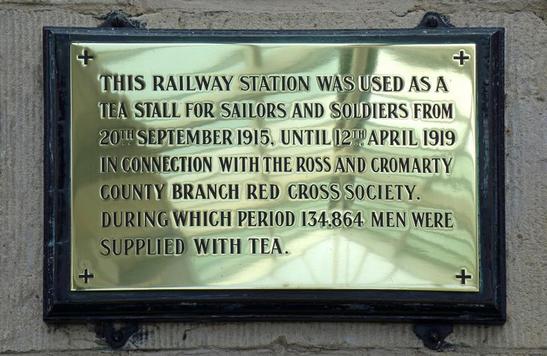 THIS RAILWAY STATION WAS USED AS A
TEA STALL FOR SAILORS AND SOLDIERS FROM
20TH SEPTEMBER 1915, UNTIL 12TH APRIL 1919
IN CONNECTION WITH THE ROSS AND CROMARTY
COUNTY BRANCH RED CROSS SOCIETY.
DURING WHICH PERIOD 134,864 MEN WERE
SUPPLIED WITH TEA.